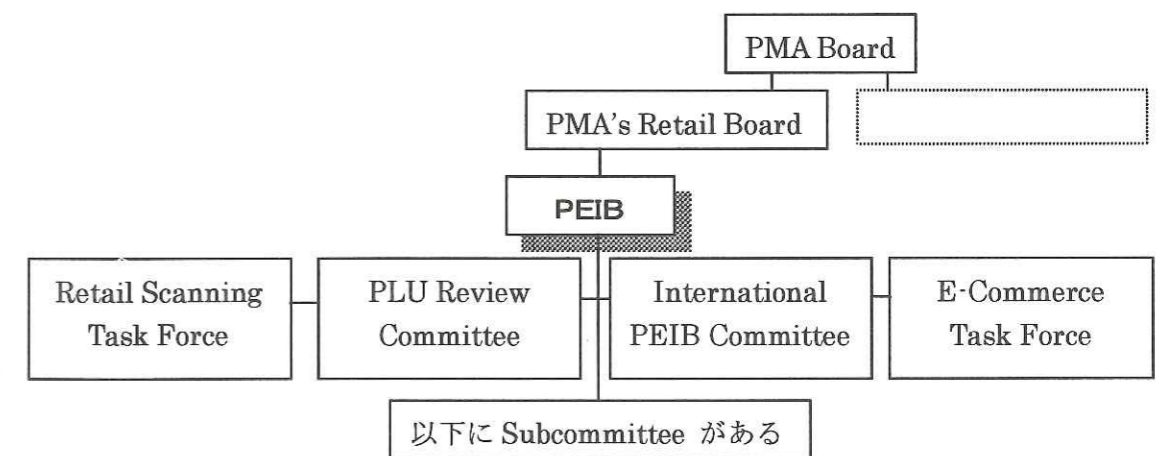 PMA Board
PMA's Retail Board
PEIB
Retail Scanning
Task Force
PLU Review
Committee
International
PEIB Committee
E-Commerce
Task Force
以下に Subcommittee がある